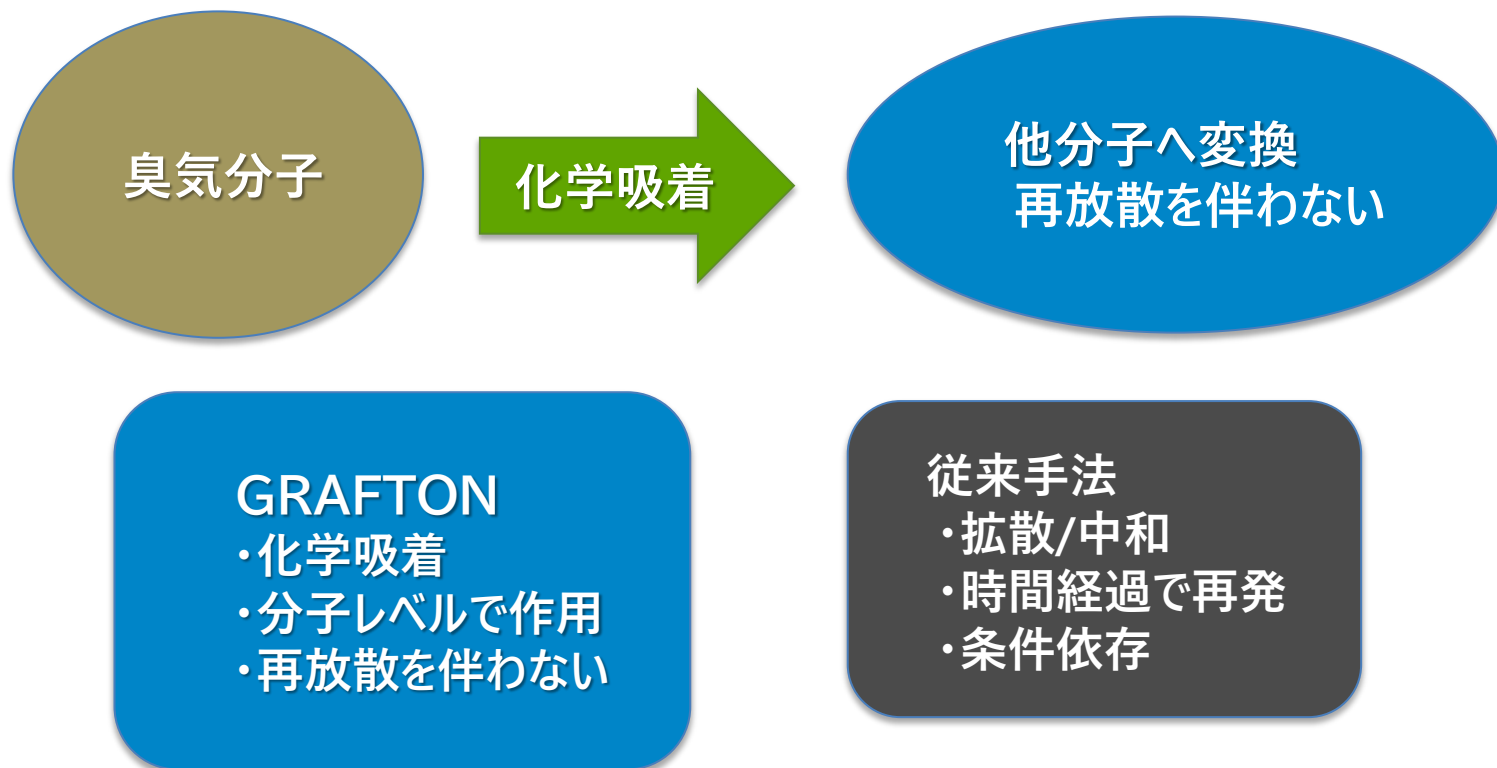 臭気分子
化学吸着
他分子へ変換
再放散を伴わない
GRAFTON
・化学吸着
・分子レベルで作用
・再放散を伴わない
従来手法
・拡散/中和
・時間経過で再発
・条件依存